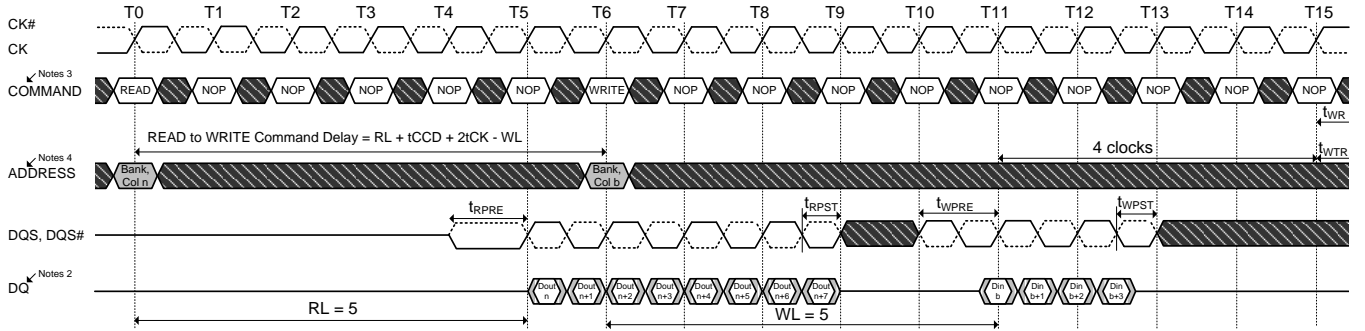 CK# T0 T1 T2 T3 T4 T5 T6 T7 T8 T9 T10 T11 T12 T13 T14 T15
CK
Notes 3
COMMAND READ NOP NOP NOP NOP NOP WRITE NOP NOP NOP NOP NOP NOP NOP NOP NOP
tWR
READ to WRITE Command Delay = RL + tCCD + 2tCK - WL
4 clocks
tWTR
Notes 4
ADDRESS
Bank, Col n
Bank, Col b
tRPRE tRPST tWPRE tWPST
DQS, DQS#
Notes 2
DQ
Dout n
Dout n+1
Dout n+2
Dout n+3
Dout n+4
Dout n+5
Dout n+6
Dout n+7
Din b
Din b+1
Din b+2
Din b+3
RL = 5
WL = 5